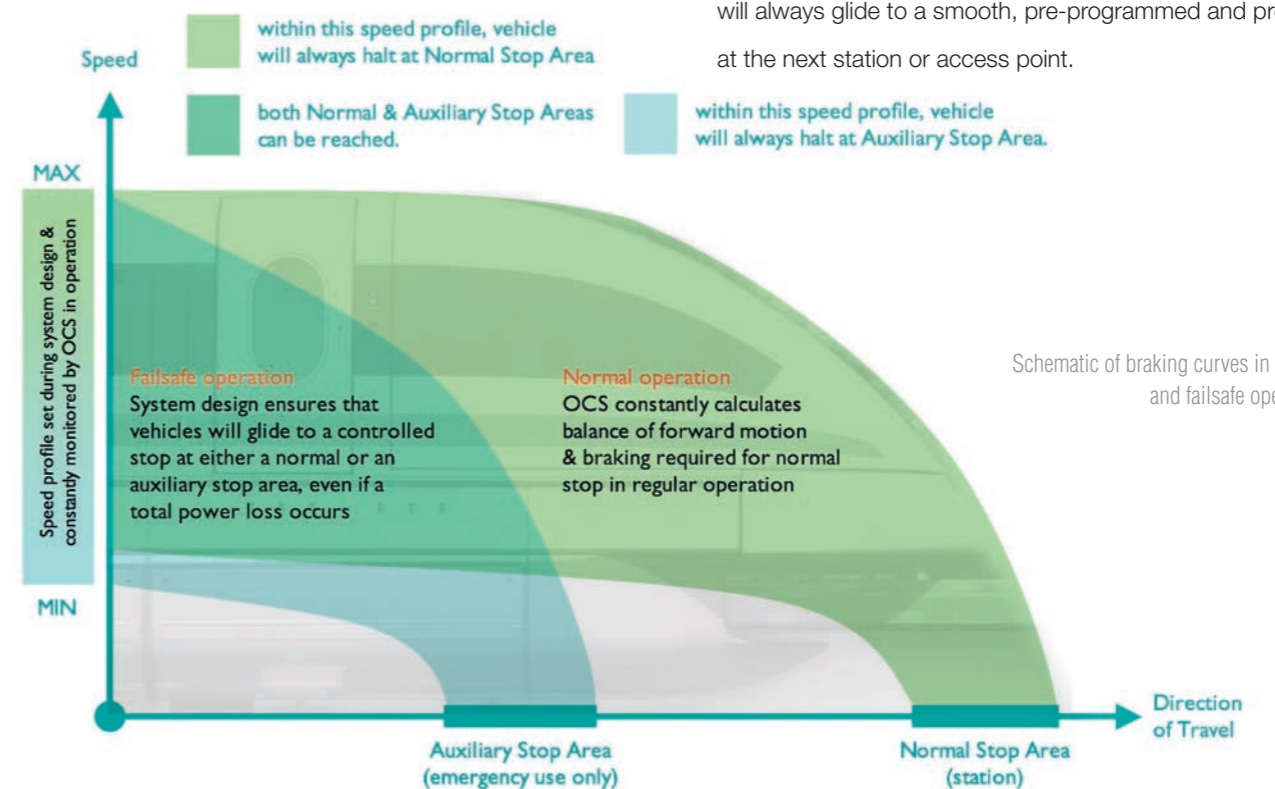 will always glide to a smooth, pre-programmed and
at the next station or access point.
within this speed profile, vehicle
will always halt at Normal Stop Area
Speed
both Normal & Auxiliary Stop Areas
can be reached.
within this speed profile, vehicle
will always halt at Auxiliary Stop Area.
MAX
Speed profile set during system design &
constantly monitored by OCS in operation
MIN
Failsafe operation
System design ensures that
vehicles will glide to a controlled
stop at either a normal or an
auxiliary stop area, even if a
total power loss occurs
Normal operation
OCS constantly calculates
balance of forward motion
& braking required for normal
stop in regular operation
Schematic of braking curves in
and failsafe
Direction
of Travel
Auxiliary Stop Area
(emergency use only)
Normal Stop Area
(station)